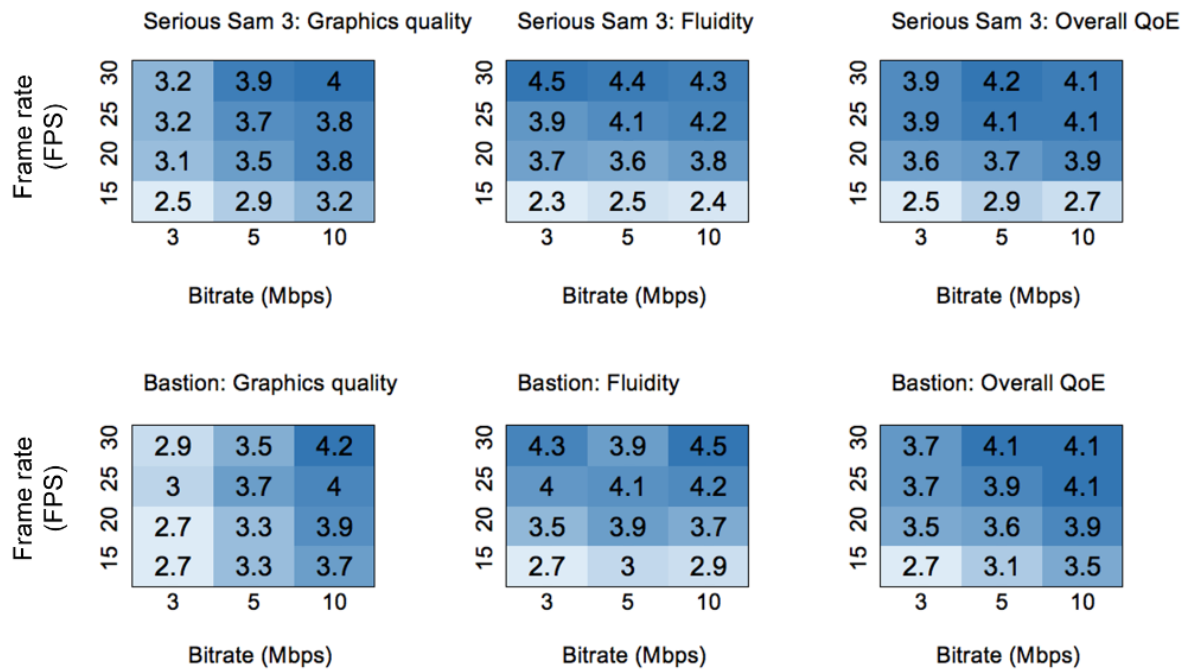 Serious Sam 3: Graphics quality
Serious Sam 3: Fluidity
Serious Sam 3: Overall QoE
Frame rate
(FPS)
30 3.2 3.9 4
25 3.2 3.7 3.8
20 3.1 3.5 3.8
15 2.5 2.9 3.2
3 5 10
Bitrate (Mbps)
30 4.5 4.4 4.3
25 3.9 4.1 4.2
20 3.7 3.6 3.8
15 2.3 2.5 2.4
3 5 10
Bitrate (Mbps)
30 3.9 4.2 4.1
25 3.9 4.1 4.1
20 3.6 3.7 3.9
15 2.5 2.9 2.7
3 5 10
Bitrate (Mbps)
Bastion: Graphics quality
Bastion: Fluidity
Bastion: Overall QoE
Frame rate
(FPS)
30 2.9 3.5 4.2
25 3 3.7 4
20 2.7 3.3 3.9
15 2.7 3.3 3.7
3 5 10
Bitrate (Mbps)
30 4.3 3.9 4.5
25 4 4.1 4.2
20 3.5 3.9 3.7
15 2.7 3 2.9
3 5 10
Bitrate (Mbps)
30 3.7 4.1 4.1
25 3.7 3.9 4.1
20 3.5 3.6 3.9
15 2.7 3.1 3.5
3 5 10
Bitrate (Mbps)